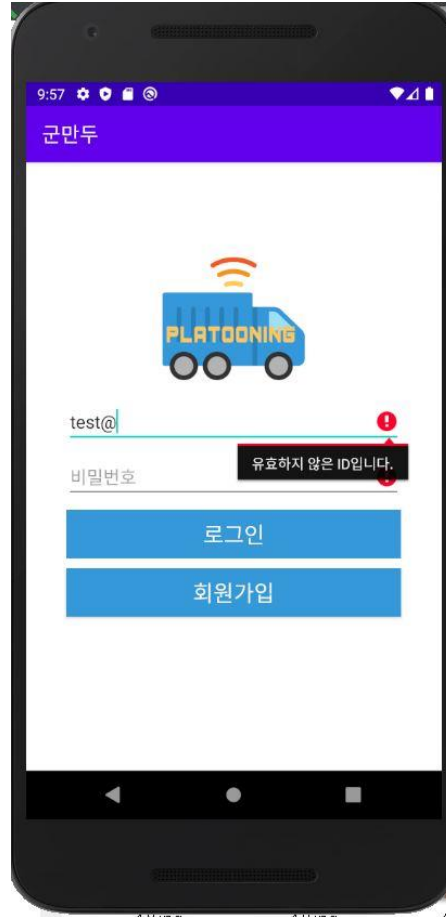 9:57
군만두
PLATOONING
test@
유효하지 않은 ID입니다.
비밀번호
로그인
회원가입